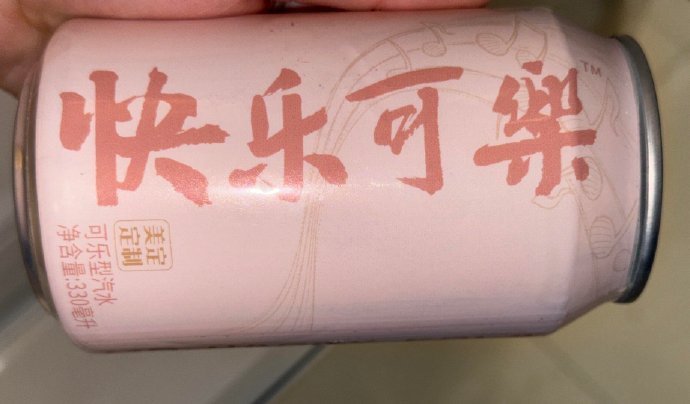 快乐可樂
TM
美定
定制
可乐型汽水
净含量:330毫升